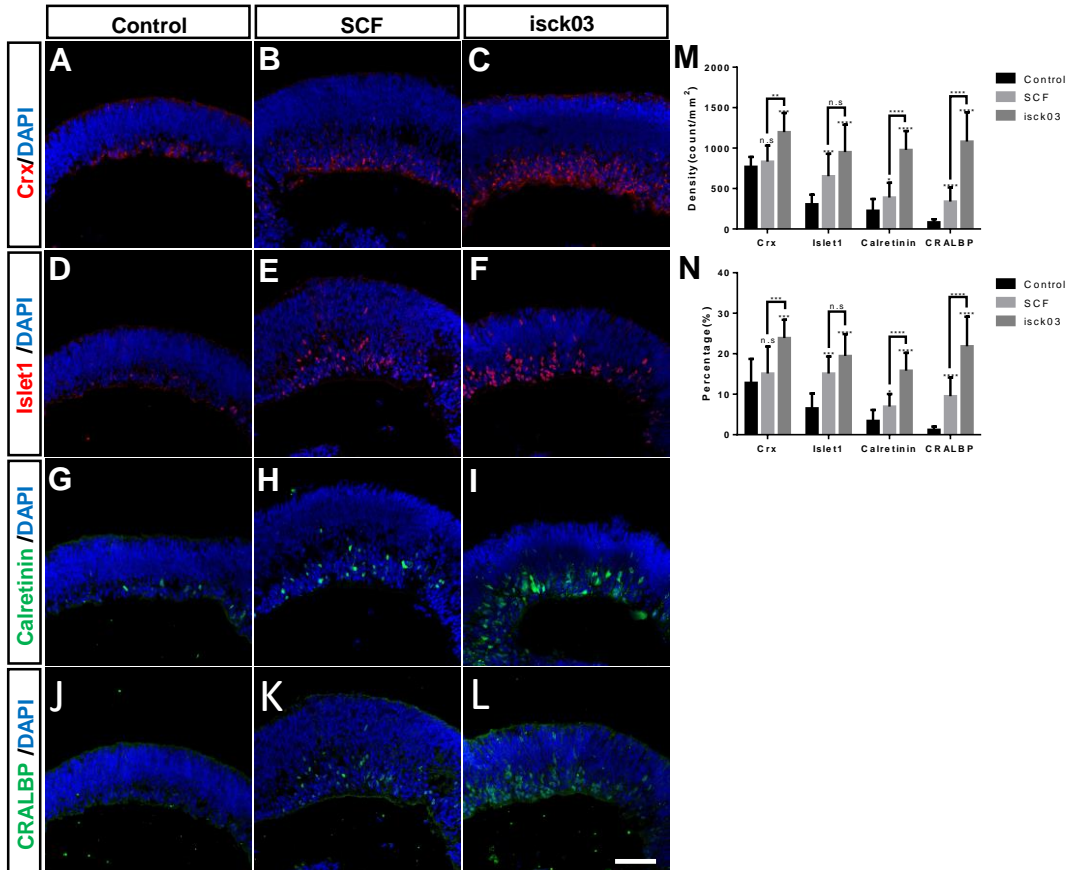 Control
SCF
isck03
Crx/DAPI
A
B
C
Islet1 /DAPI
D
E
F
Calretinin /DAPI
G
H
I
CRALBP /DAPI
J
K
L
M
Density(count/mm²)
2000
1500
1000
500
0
n.s
**
***
***
n.s
****
*
****
****
****
****
****
Crx
Islet1
Calretinin
CRALBP
Control
SCF
isck03
N
Percentage(%)
40
30
20
10
0
n.s
***
***
***
n.s
****
*
****
****
****
****
****
Crx
Islet1
Calretinin
CRALBP
Control
SCF
isck03